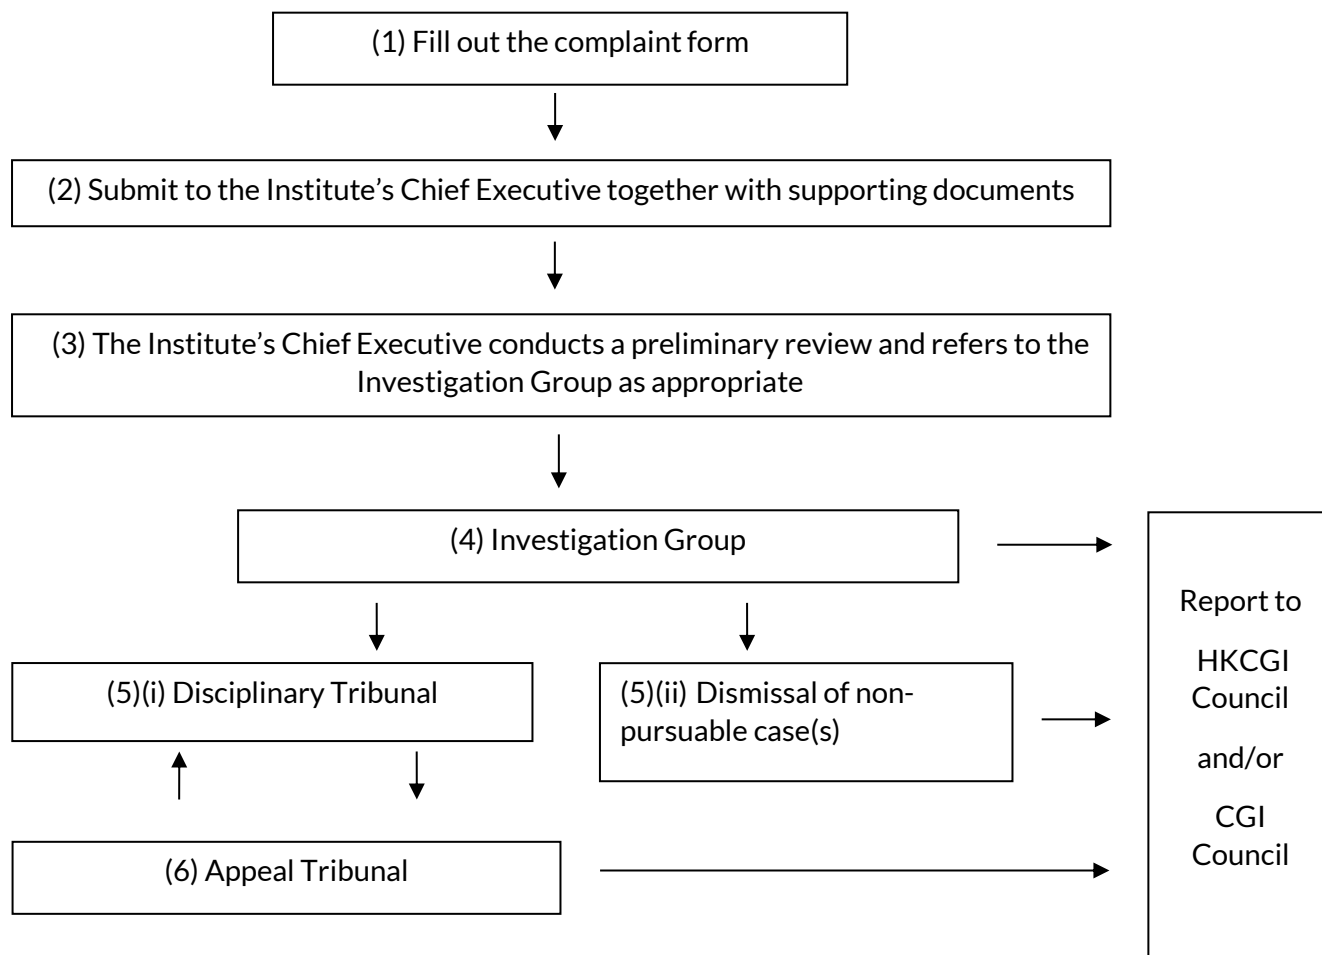 (1) Fill out the complaint form
(2) Submit to the Institute’s Chief Executive together with supporting documents
(3) The Institute’s Chief Executive conducts a preliminary review and refers to the
Investigation Group as appropriate
(4) Investigation Group
(5)(i) Disciplinary Tribunal
(5)(ii) Dismissal of non-
pursuable case(s)
(6) Appeal Tribunal
Report to
HKCGI
Council
and/or
CGI
Council